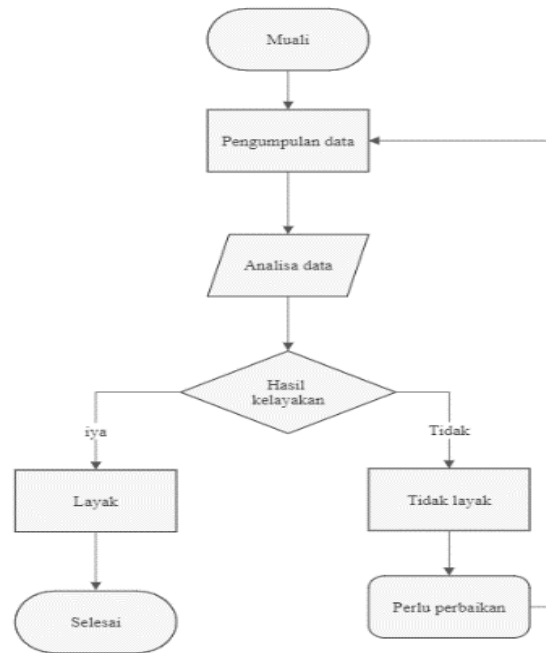 Muali
Pengumpulan data
Analisa data
Hasil
kelayakan
iya
Tidak
Layak
Tidak layak
Selesai
Perlu perbaikan